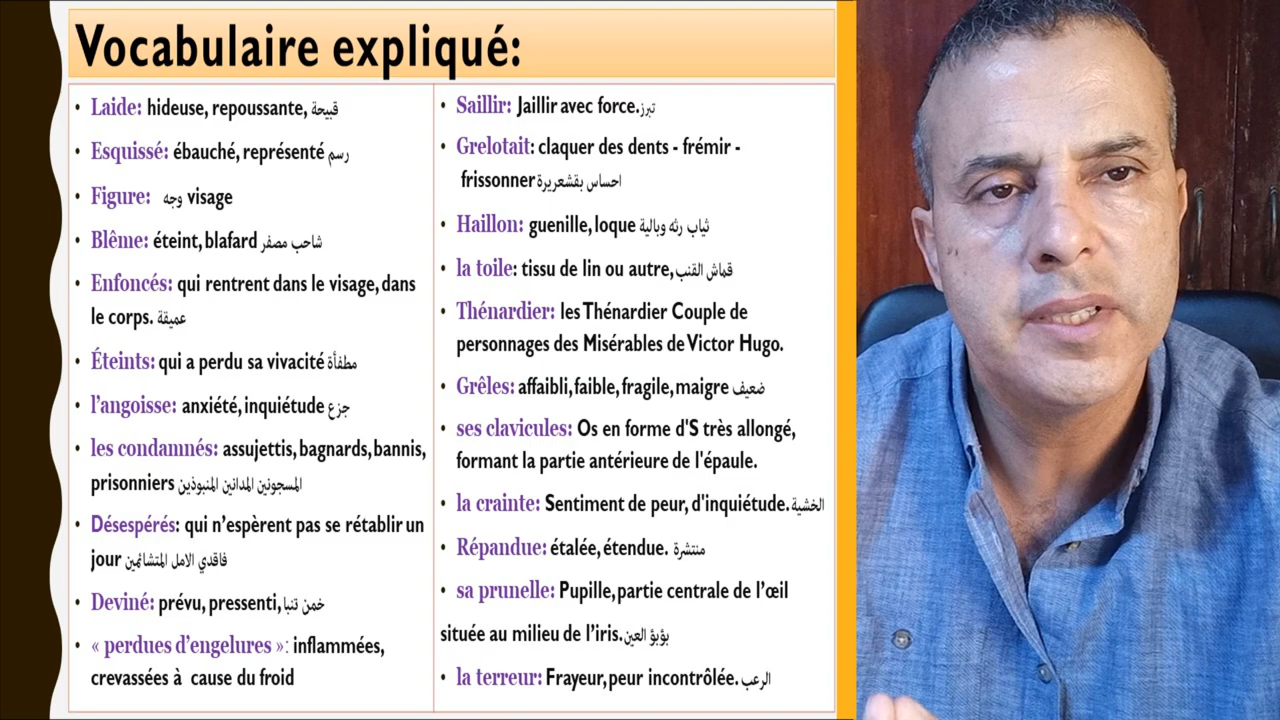 Vocabulaire expliqué:
• Laide: hideuse, repoussante, قبيحة
• Esquissé: ébauché, représenté رسم
• Figure: وجه visage
• Blême: éteint, blafard شاحب مصفر
• Enfoncés: qui rentrent dans le visage, dans
le corps. عميقة
• Éteints: qui a perdu sa vivacité مطفأة
• l'angoisse: anxiété, inquiétude جزع
• les condamnés: assujettis, bagnards, bannis,
prisonniers المسجونين المدانين المنبوذين
• Désespérés: qui n'espèrent pas se rétablir un
jour فاقدي الامل المتشائمين
• Deviné: prévu, pressenti, خمن تنبا
• « perdues d'engelures »: inflammées,
crevassées à cause du froid
• Saillir: Jaillir avec force. تبرز
• Grelotait: claquer des dents - frémir -
frissonner احساس بقشعريرة
• Haillon: guenille, loque ثياب رثه وبالية
• la toile: tissu de lin ou autre, قماش القنب
• Thénardier: les Thénardier Couple de
personnages des Misérables de Victor Hugo.
• Grêles: affaibli, faible, fragile, maigre ضعيف
• ses clavicules: Os en forme d'S très allongé,
formant la partie antérieure de l'épaule.
• la crainte: Sentiment de peur, d'inquiétude. الخشية
• Répandue: étalée, étendue. منتشرة
• sa prunelle: Pupille, partie centrale de l'œil
située au milieu de l'iris. بؤبؤ العين
• la terreur: Frayeur, peur incontrôlée. الرعب